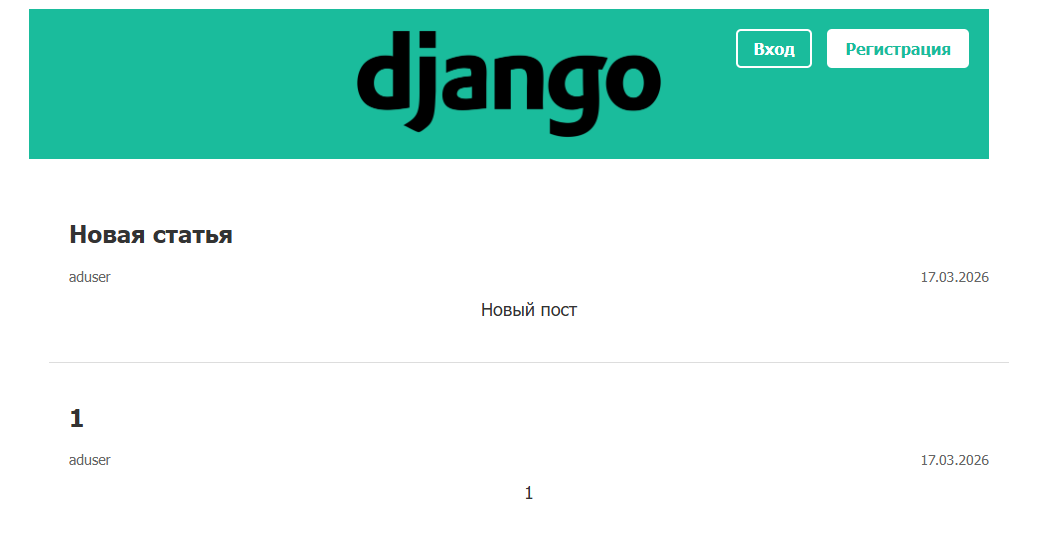 django
Вход
Регистрация
Новая статья
aduser
17.03.2026
Новый пост
1
aduser
17.03.2026
1